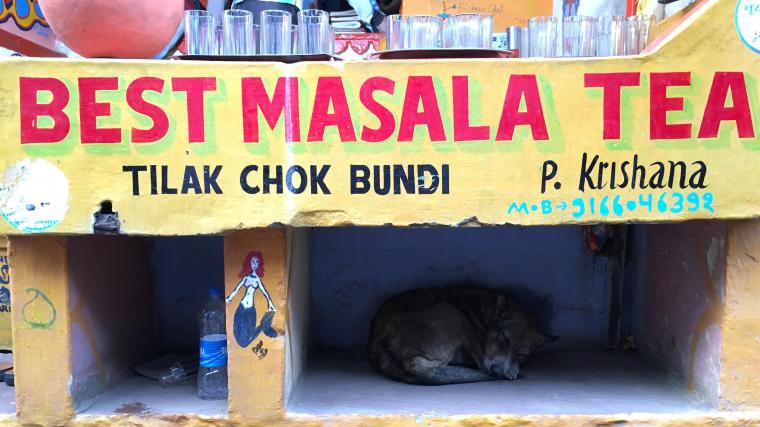 BEST MASALA TEA
TILAK CHOK BUNDI
P. Krishana
M•B→9166046392